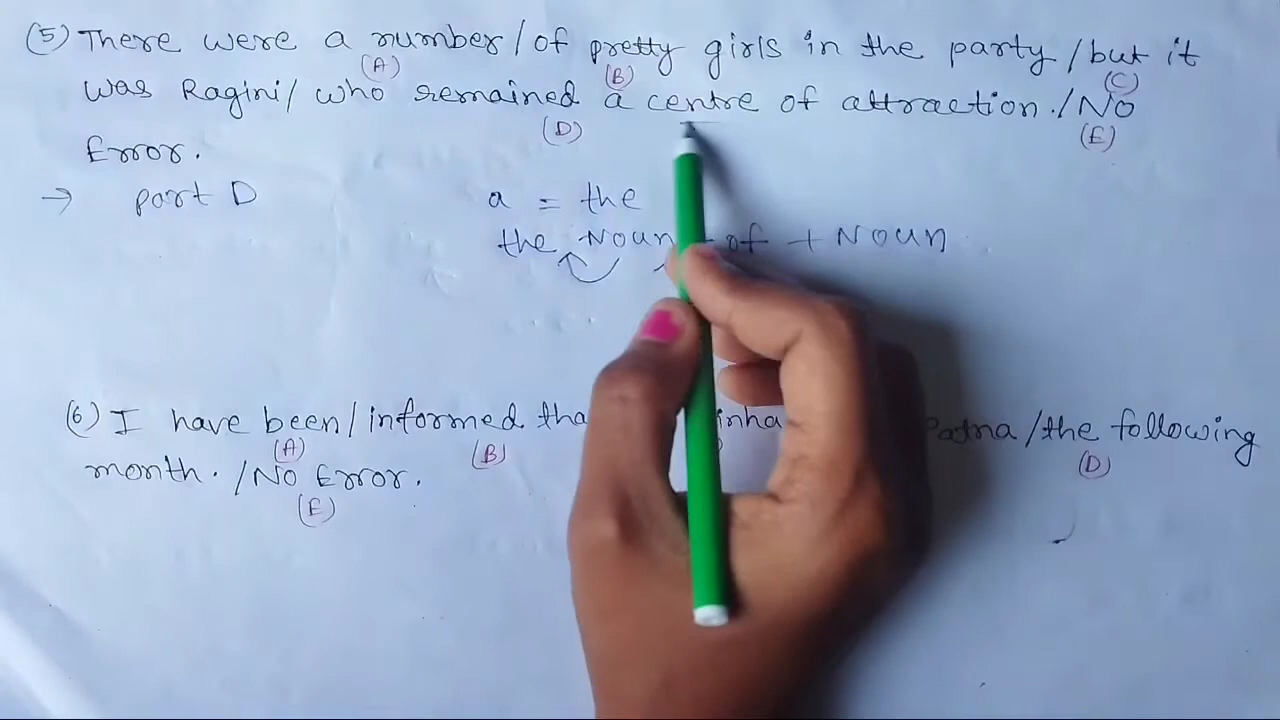 (5) There were a number / of pretty girls in the party / but it
(A) (B) (C)
was Ragini / who remained a centre of attraction. / No
(D) (E)
Error.
→ part D a = the
the Noun + of + Noun
(6) I have been / informed Patna / the following
(A) (B) (D)
month. / No Error.
(E)